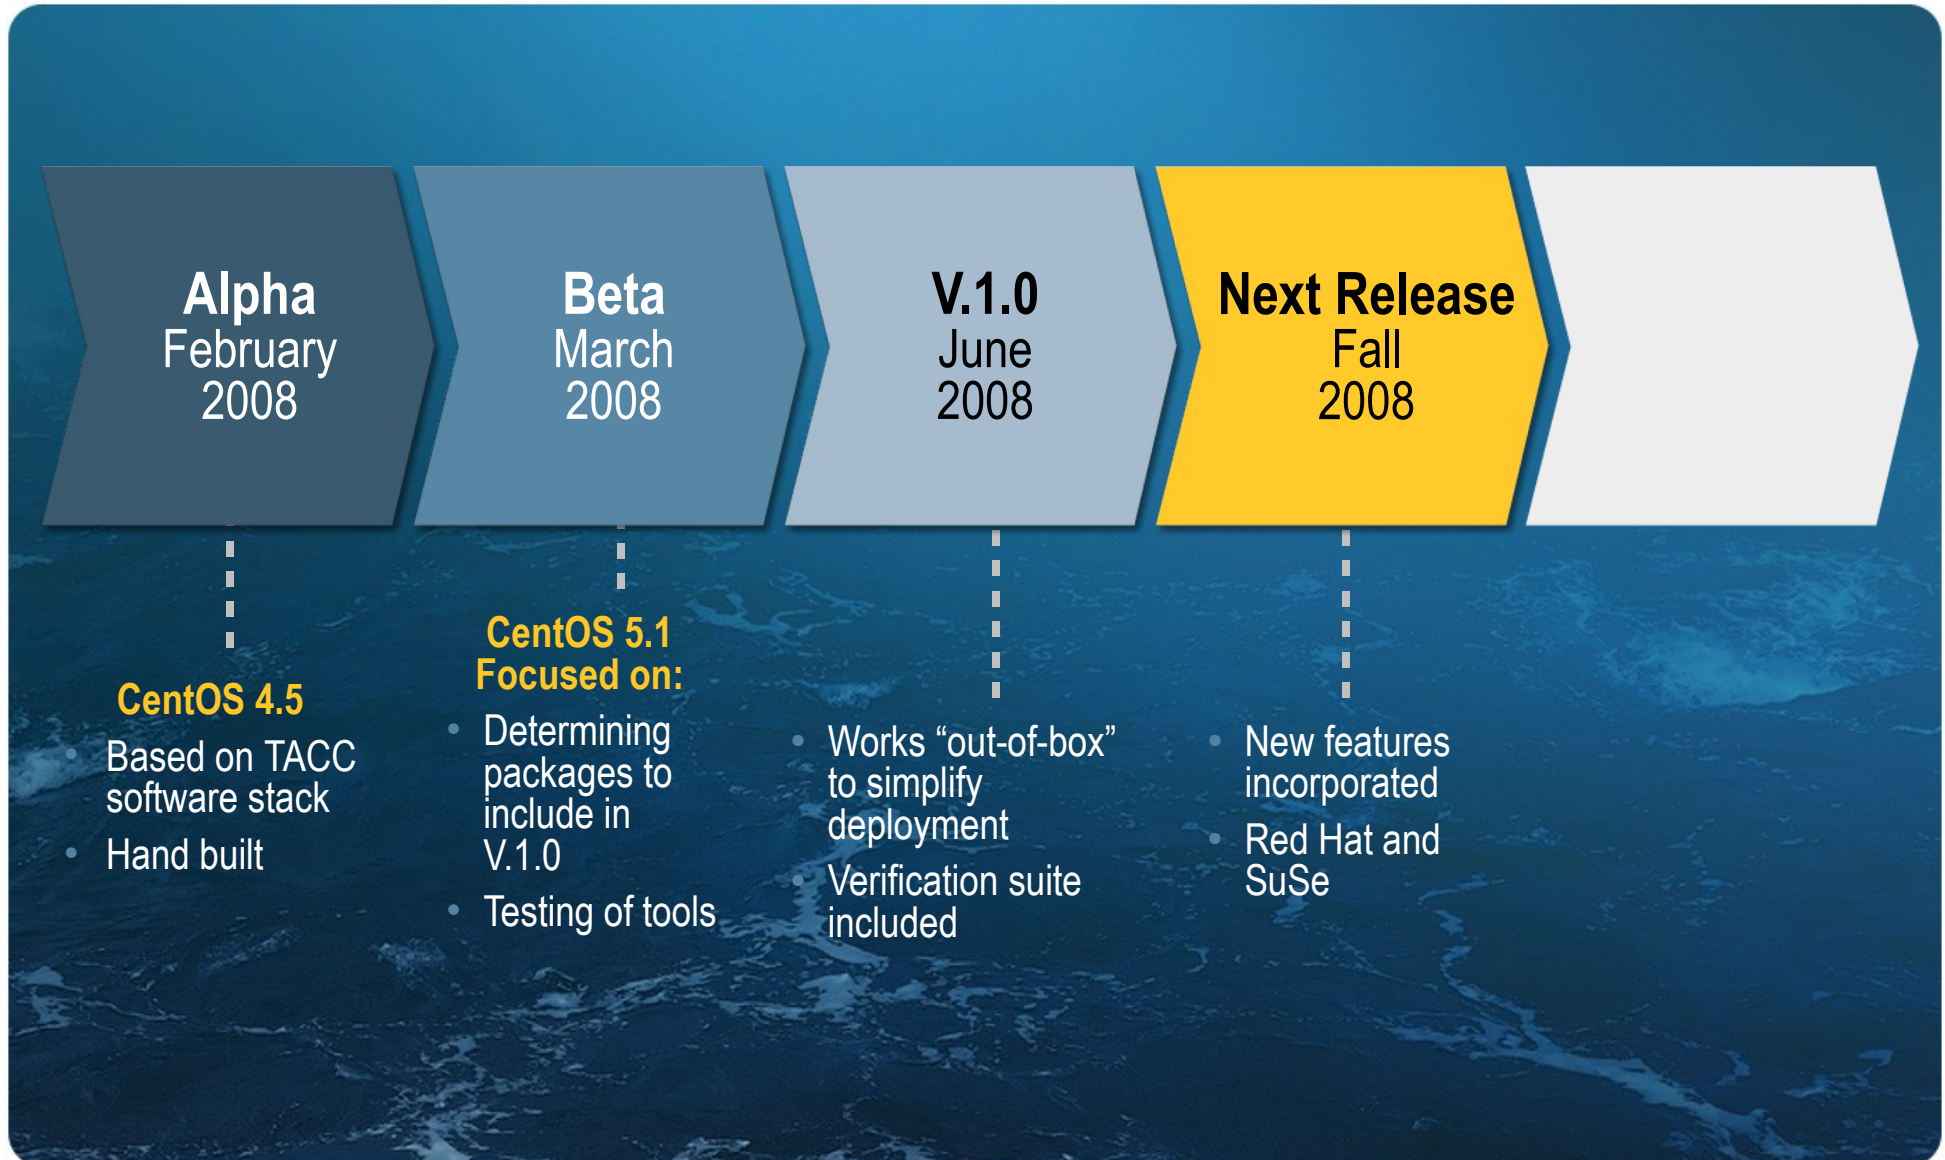 Alpha
February
2008
Beta
March
2008
V.1.0
June
2008
Next Release
Fall
2008
CentOS 4.5
• Based on TACC
software stack
• Hand built
CentOS 5.1
Focused on:
• Determining
packages to
include in
V.1.0
• Testing of tools
• Works “out-of-box”
to simplify
deployment
• Verification suite
included
• New features
incorporated
• Red Hat and
SuSe